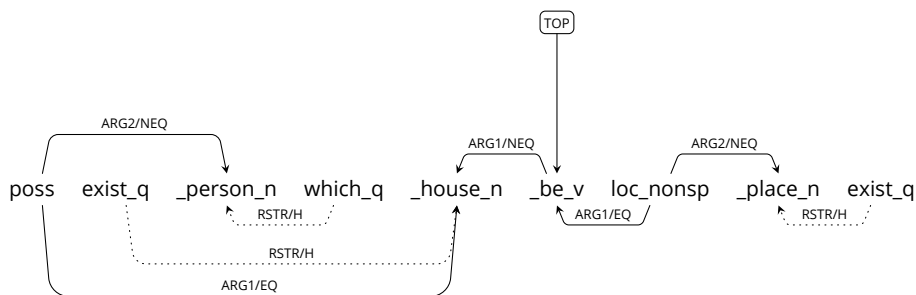 TOP
ARG2/NEQ
ARG1/NEQ
ARG2/NEQ
poss exist_q _person_n which_q _house_n _be_v loc_nonsp _place_n exist_q
RSTR/H
ARG1/EQ
RSTR/H
RSTR/H
ARG1/EQ